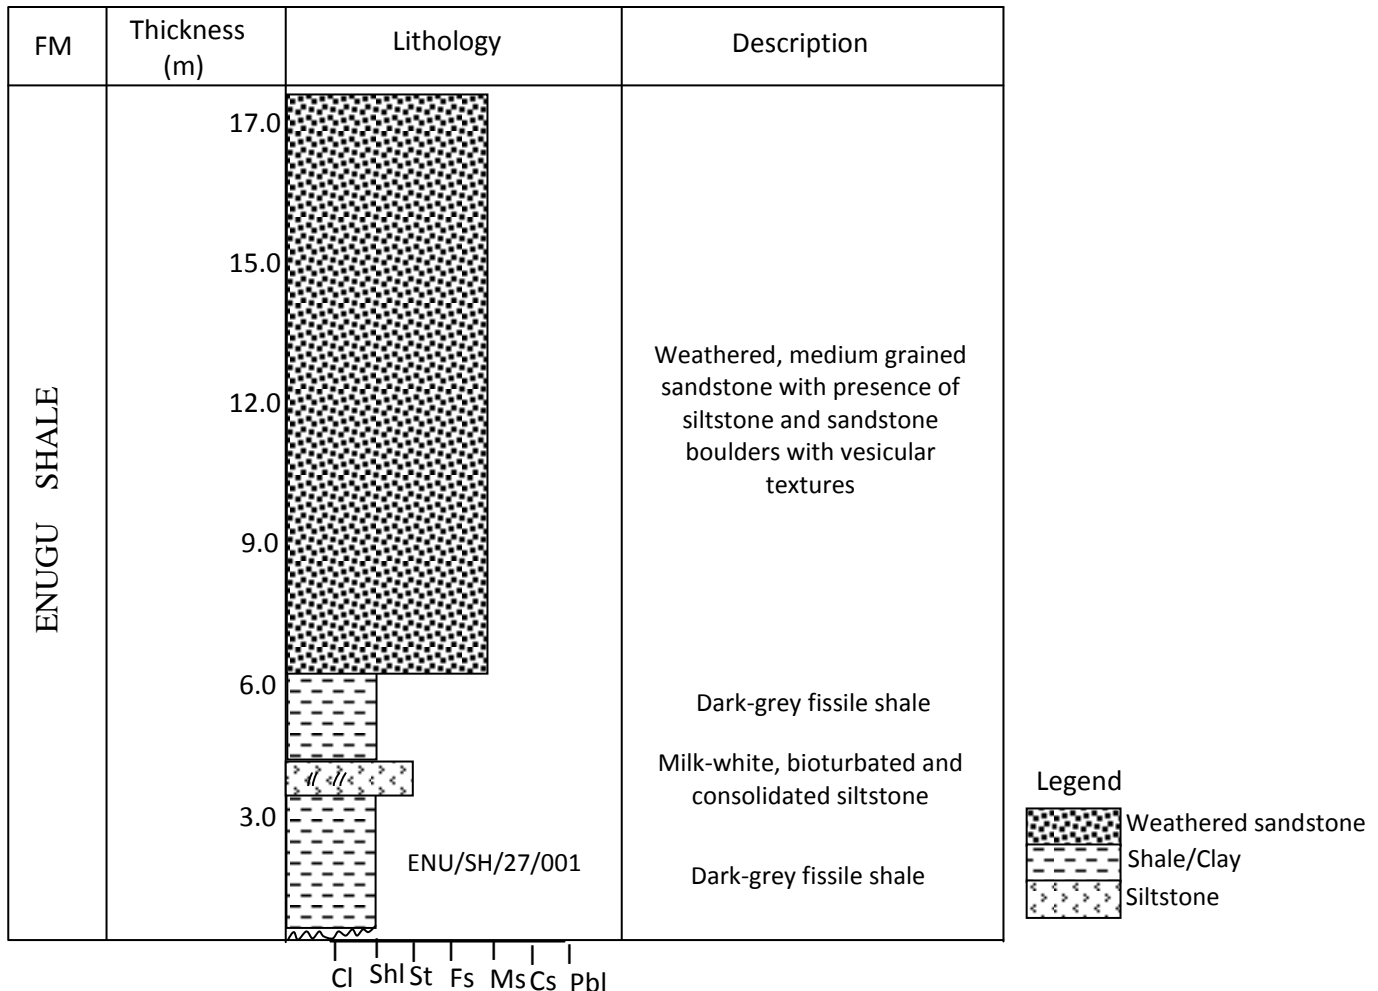 FM
Thickness
(m)
Lithology
Description
ENUGU SHALE
17.0
15.0
12.0
9.0
6.0
3.0
Weathered, medium grained
sandstone with presence of
siltstone and sandstone
boulders with vesicular
textures
Dark-grey fissile shale
Milk-white, bioturbated and
consolidated siltstone
ENU/SH/27/001
Dark-grey fissile shale
Cl Shl St Fs Ms Cs Pbl
Legend
Weathered sandstone
Shale/Clay
Siltstone